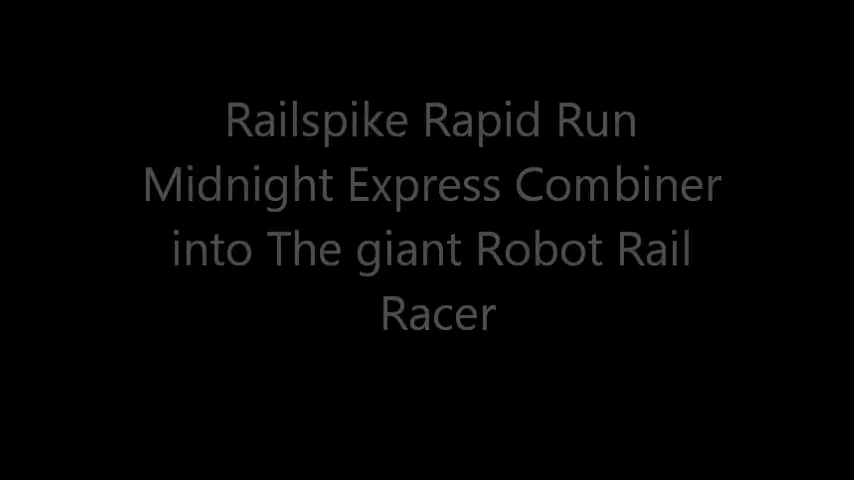 Railspike Rapid Run
Midnight Express Combiner
into The giant Robot Rail
Racer